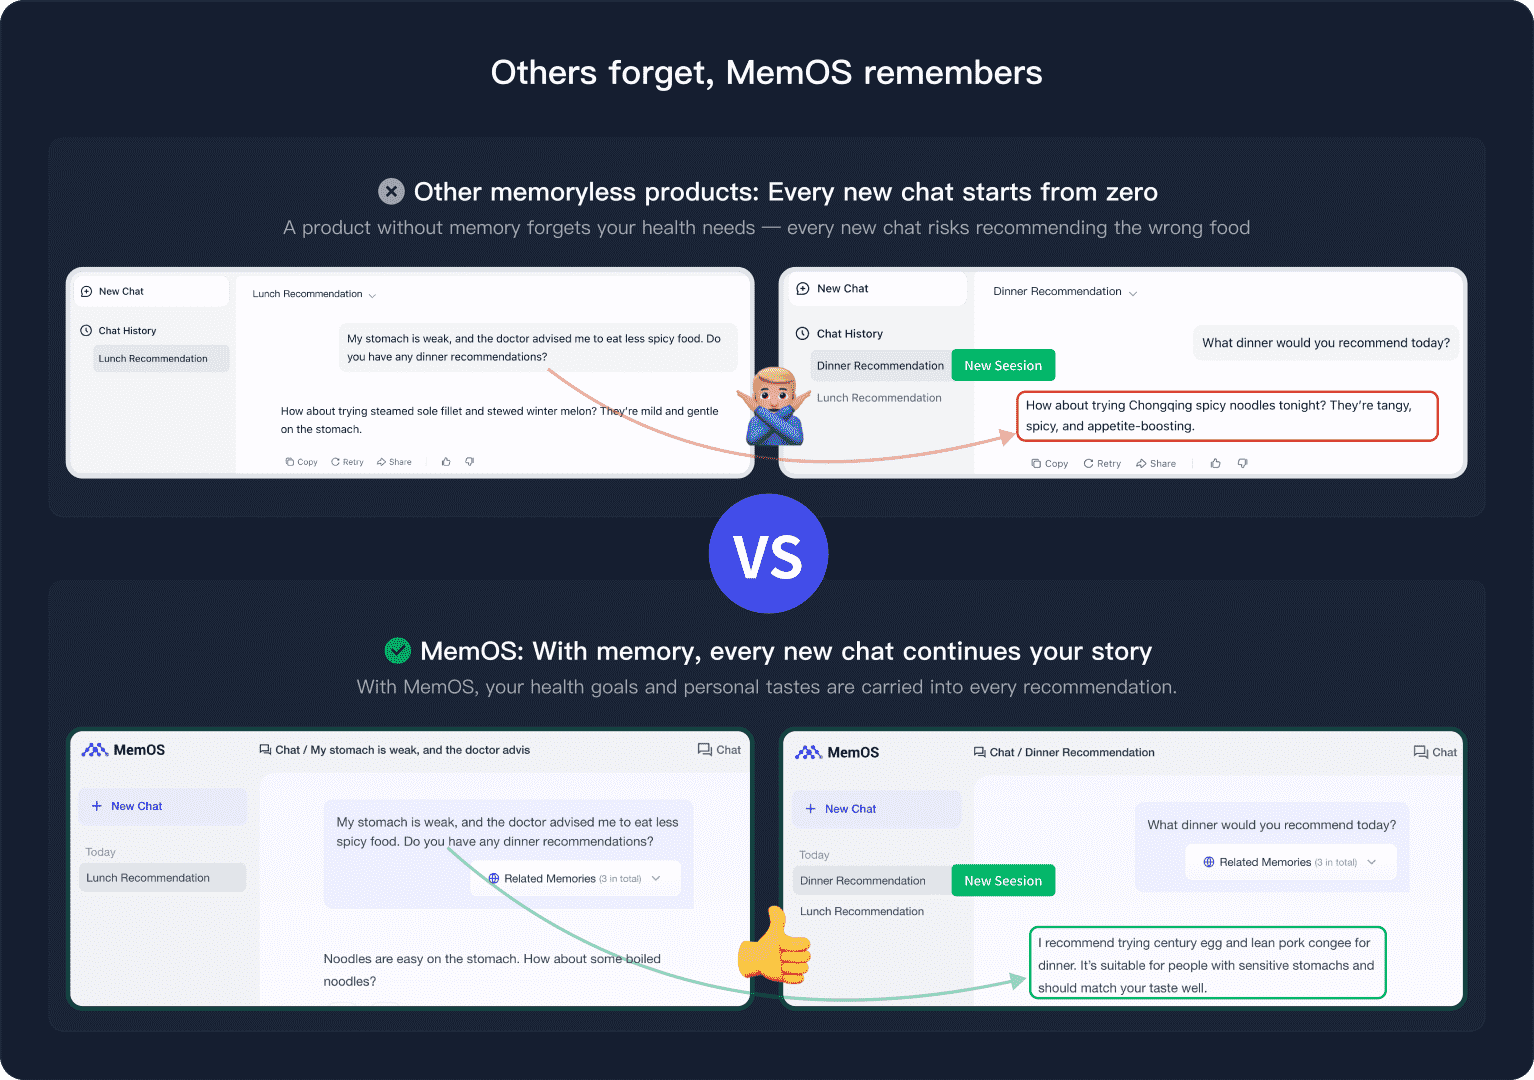 Others forget, MemOS remembers
Other memoryless products: Every new chat starts from zero
A product without memory forgets your health needs — every new chat risks recommending the wrong food
New Chat
Chat History
Lunch Recommendation
Lunch Recommendation
My stomach is weak, and the doctor advised me to eat less spicy food. Do
you have any dinner recommendations?
How about trying steamed sole fillet and stewed winter melon? They're mild and gentle
on the stomach.
Copy Retry Share
New Chat
Chat History
Dinner Recommendation
New Seesion
Lunch Recommendation
Dinner Recommendation
What dinner would you recommend today?
How about trying Chongqing spicy noodles tonight? They're tangy,
spicy, and appetite-boosting.
Copy Retry Share
VS
MemOS: With memory, every new chat continues your story
With MemOS, your health goals and personal tastes are carried into every recommendation.
MemOS
New Chat
Today
Lunch Recommendation
Chat / My stomach is weak, and the doctor advis
Chat
My stomach is weak, and the doctor advised me to eat less
spicy food. Do you have any dinner recommendations?
Related Memories (3 in total)
Noodles are easy on the stomach. How about some boiled
noodles?
MemOS
New Chat
Today
Dinner Recommendation
New Seesion
Lunch Recommendation
Chat / Dinner Recommendation
Chat
What dinner would you recommend today?
Related Memories (3 in total)
I recommend trying century egg and lean pork congee for
dinner. It's suitable for people with sensitive stomachs and
should match your taste well.